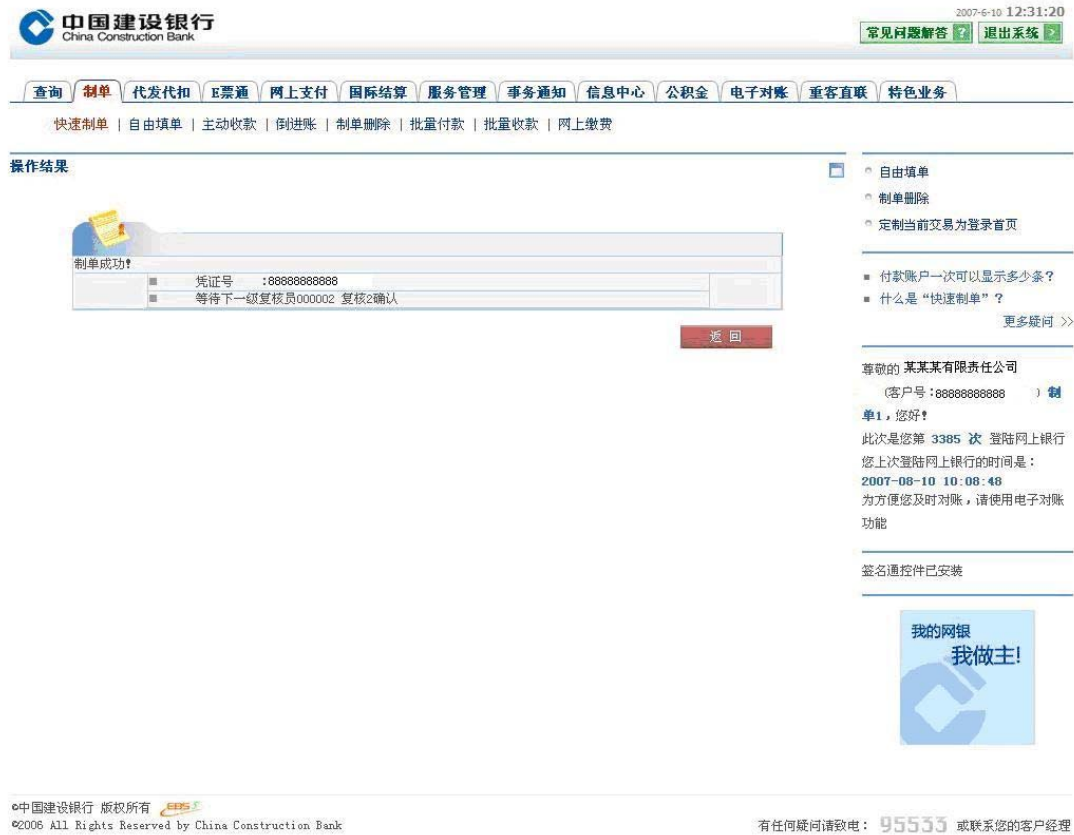 中国建设银行
China Construction Bank
2007-6-10 12:31:20
常见问题解答 ? 退出系统
查询 制单 代发代扣 E票通 网上支付 国际结算 服务管理 事务通知 信息中心 公积金 电子对账 重客直联 特色业务
快速制单 | 自由填单 | 主动收款 | 倒进账 | 制单删除 | 批量付款 | 批量收款 | 网上缴费
操作结果
制单成功!
凭证号 :88888888888
等待下一级复核员000002 复核2确认
返 回
自由填单
制单删除
定制当前交易为登录首页
付款账户一次可以显示多少条?
什么是“快速制单”?
更多疑问 >>
尊敬的 某某某有限责任公司
(客户号:88888888888 ) 制
单1,您好!
此次是您第 3385 次 登陆网上银行
您上次登陆网上银行的时间是:
2007-08-10 10:08:48
为方便您及时对账,请使用电子对账
功能
签名通控件已安装
我的网银
我做主!
©中国建设银行 版权所有 EBS
©2006 All Rights Reserved by China Construction Bank
有任何疑问请致电: 95533 或联系您的客户经理